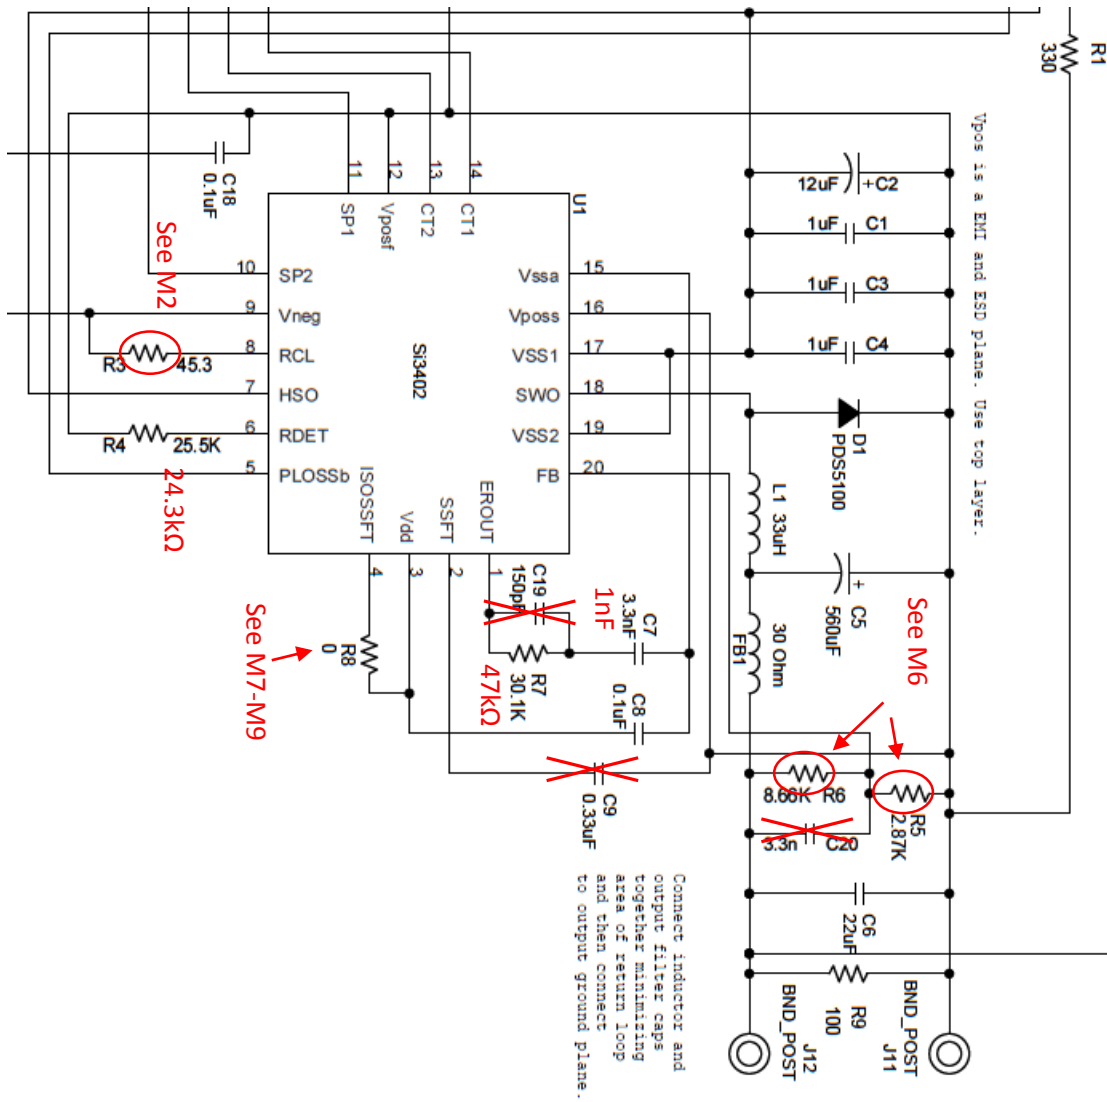 R1
330
Vpos is a EMI and ESD plane. Use top layer.
C18
0.1uF
11
12
13
14
U1
SP1
Vposf
CT2
CT1
12uF
+C2
1uF
C1
1uF
C3
1uF
C4
See M2
10
SP2
9
Vneg
8
RCL
R3
45.3
7
HSO
6
RDET
R4
25.5K
5
PLOSSb
24.3kΩ
Si3402
Vssa
15
Vposs
16
VSS1
17
SWO
18
VSS2
19
FB
20
ISOSSFT
Vdd
SSFT
EROUT
4
3
2
1
D1
PDS5100
L1 33uH
+
C5
560uF
30 Ohm
FB1
See M6
C19
150pF
1nF
C7
3.3nF
See M7-M9
R8
0
R7
30.1K
47kΩ
C8
0.1uF
C9
0.33uF
8.66K
R6
R5
2.87K
3.3n
C20
Connect inductor and
output filter caps
together minimizing
area of return loop
and then connect
to output ground plane.
C6
22uF
R9
100
BND_POST
J11
J12
BND_POST